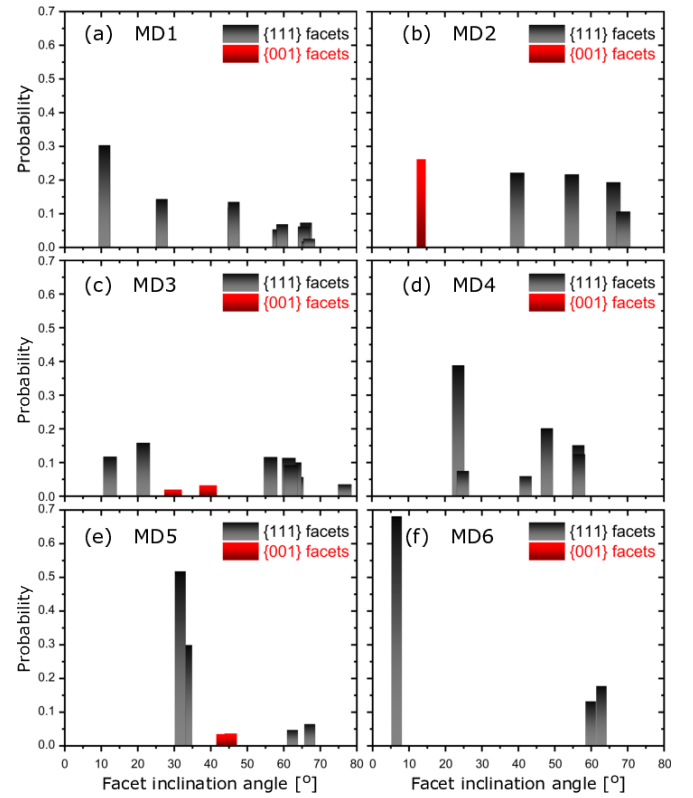 (a) MD1 {111} facets
{001} facets
(b) MD2 {111} facets
{001} facets
0.7
0.6
0.5
0.4
0.3
0.2
0.1
0.0
Probability
(c) MD3 {111} facets
{001} facets
(d) MD4 {111} facets
{001} facets
0.7
0.6
0.5
0.4
0.3
0.2
0.1
0.0
Probability
(e) MD5 {111} facets
{001} facets
(f) MD6 {111} facets
{001} facets
0.7
0.6
0.5
0.4
0.3
0.2
0.1
0.0
Probability
0 10 20 30 40 50 60 70 80
0 10 20 30 40 50 60 70 80
Facet inclination angle [°]
Facet inclination angle [°]